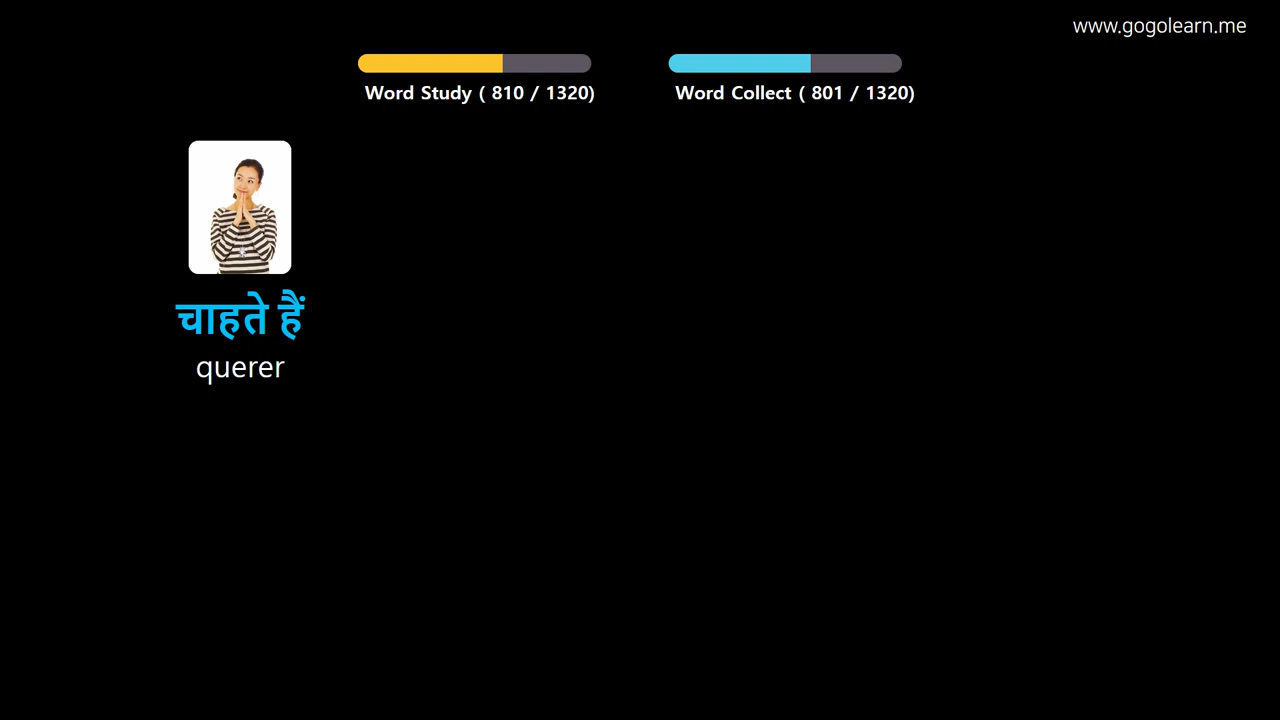 www.gogolearn.me
Word Study ( 810 / 1320)
Word Collect ( 801 / 1320)
चाहते हैं
querer